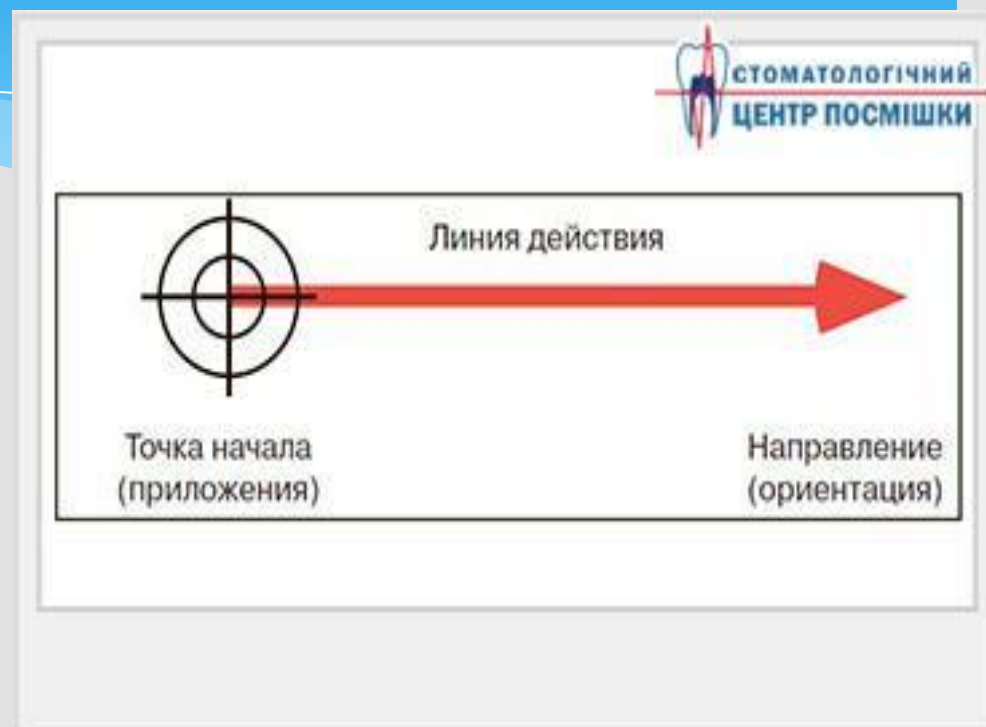 СТОМАТОЛОГІЧНИЙ
ЦЕНТР ПОСМІШКИ
Линия действия
Точка начала
(приложения)
Направление
(ориентация)